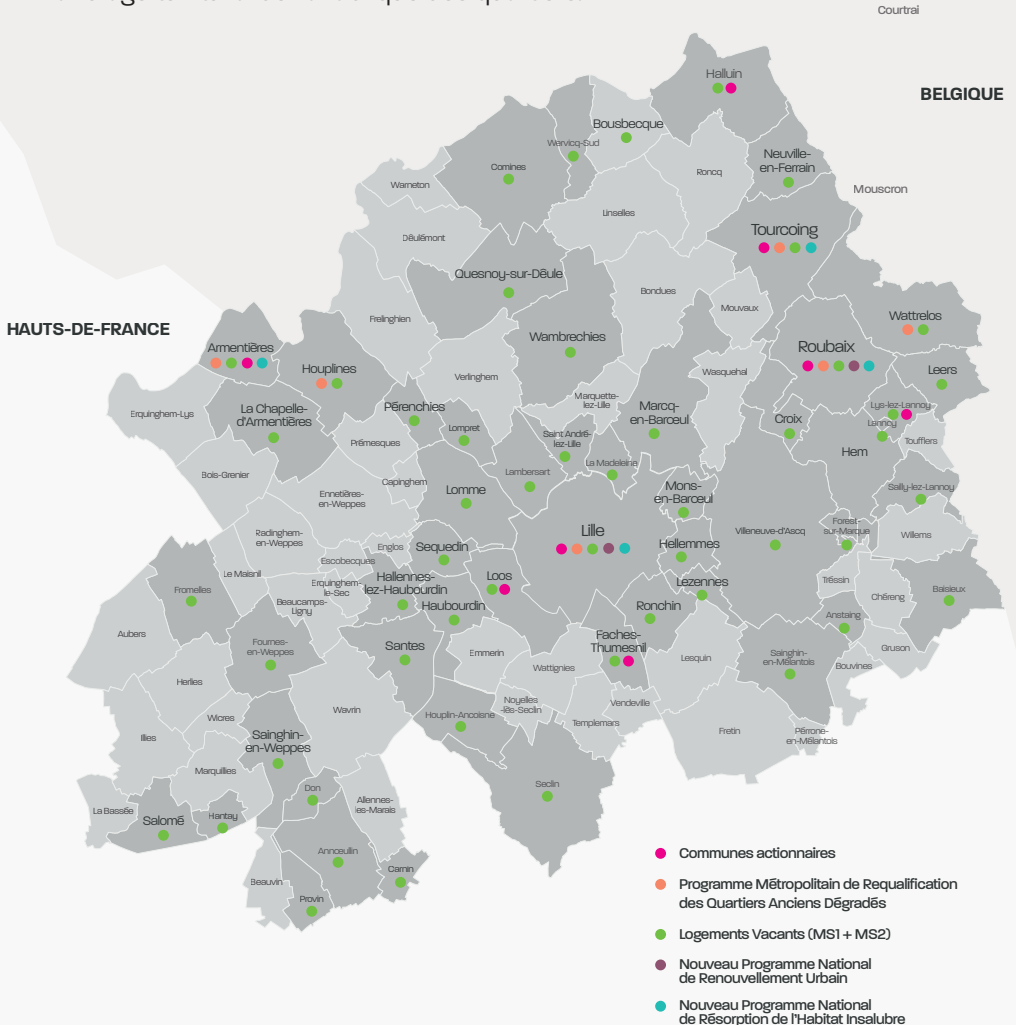 Courtrai
BELGIQUE
HAUTS-DE-FRANCE
Mouscron
Halluin
Bousbecque
Wervicq-Sud
Comines
Neuville-
en-Ferrain
Roncq
Warneton
Linselles
Tourcoing
Deûlémont
Quesnoy-sur-Deûle
Bondues
Mouvaux
Frelinghien
Wattrelos
Wambrechies
Armentières
Roubaix
Houplines
Wasquehal
Leers
Verlinghem
Marquette-
lez-Lille
Erquinghem-Lys
La Chapelle-
d'Armentières
Pérenchies
Marcq-
en-Barœul
Lys-lez-Lannoy
Croix
Lannoy
Lompret
Saint André-
lez-Lille
Toufflers
Prémesques
Hem
La Madeleine
Bois-Grenier
Lambersart
Capinghem
Mons-
en-Barœul
Sailly-lez-Lannoy
Ennetières-
en-Weppes
Lomme
Forest-
sur-Marque
Lille
Villeneuve-d'Ascq
Willems
Radinghem-
en-Weppes
Englos
Sequedin
Hellemmes
Escobecques
Le Maisnil
Hallennes-
lez-Haubourdin
Loos
Lezennes
Tressin
Fromelles
Erquinghem-
le-Sec
Baisieux
Chéreng
Beaucamps-
Ligny
Haubourdin
Ronchin
Anstaing
Aubers
Fournes-
en-Weppes
Santes
Faches-
Thumesnil
Emmerin
Gruson
Lesquin
Sainghin-
en-Mélantois
Wattignies
Bouvines
Herlies
Wavrin
Noyelles
-lès-Seclin
Vendeville
Wicres
Houplin-Ancoisne
Templemars
Fretin
Péronne-
en-Mélantois
Illies
Sainghin-
en-Weppes
Marquillies
Seclin
Don
Allennes-
les-Marais
La Bassée
Salomé
Hantay
Annœullin
Carnin
Bauvin
Provin
Communes actionnaires
Programme Métropolitain de Requalification
des Quartiers Anciens Dégradés
Logements Vacants (MS1 + MS2)
Nouveau Programme National
de Renouvellement Urbain
Nouveau Programme National
de Résorption de l'Habitat Insalubre